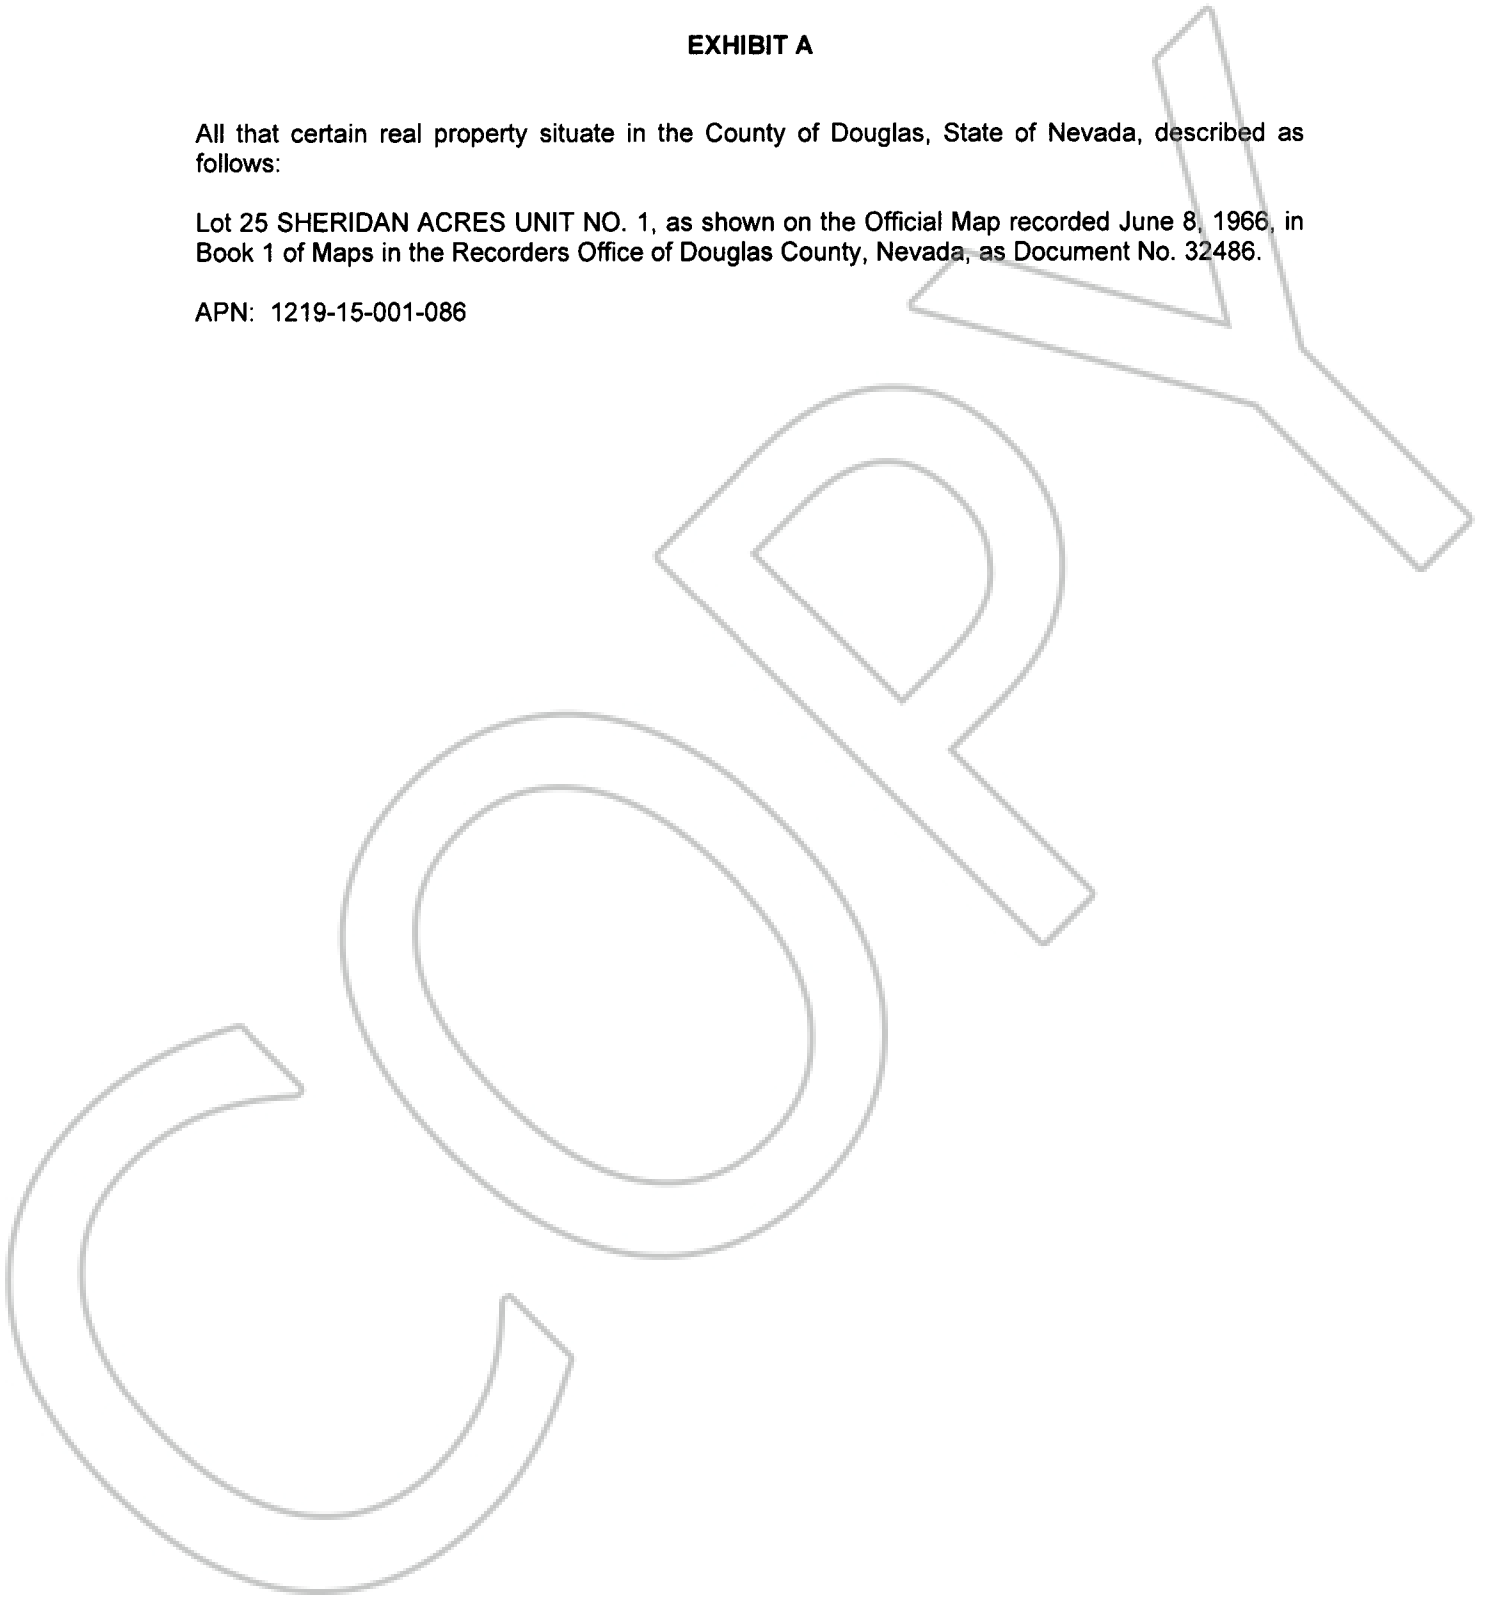 EXHIBIT A
All that certain real property situate in the County of Douglas, State of Nevada, described as
follows:
Lot 25 SHERIDAN ACRES UNIT NO. 1, as shown on the Official Map recorded June 8, 1966, in
Book 1 of Maps in the Recorders Office of Douglas County, Nevada, as Document No. 32486.
APN: 1219-15-001-086
COPY